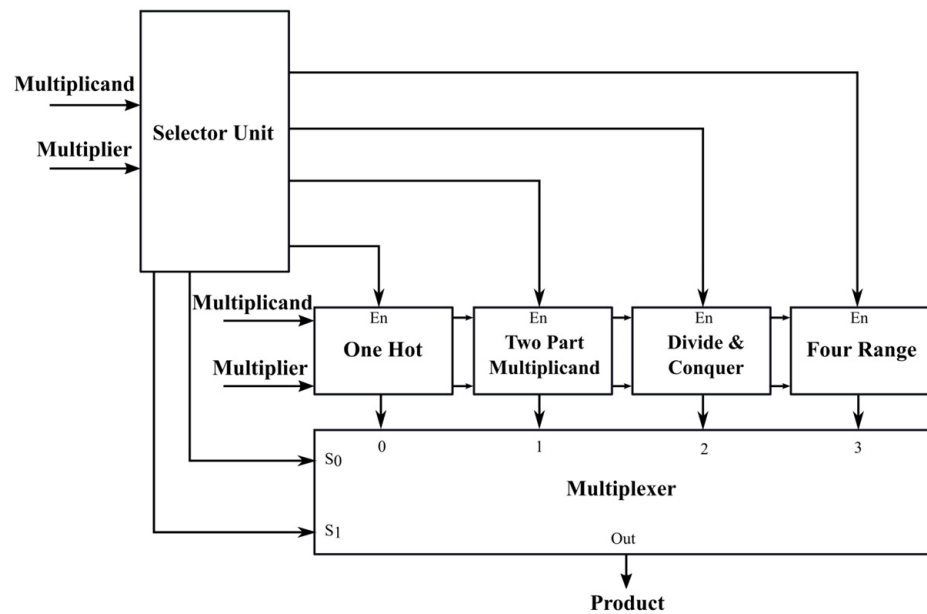 Multiplicand
Multiplier
Selector Unit
Multiplicand
Multiplier
En
One Hot
En
Two Part
Multiplicand
En
Divide &
Conquer
En
Four Range
0
1
2
3
S0
S1
Multiplexer
Out
Product